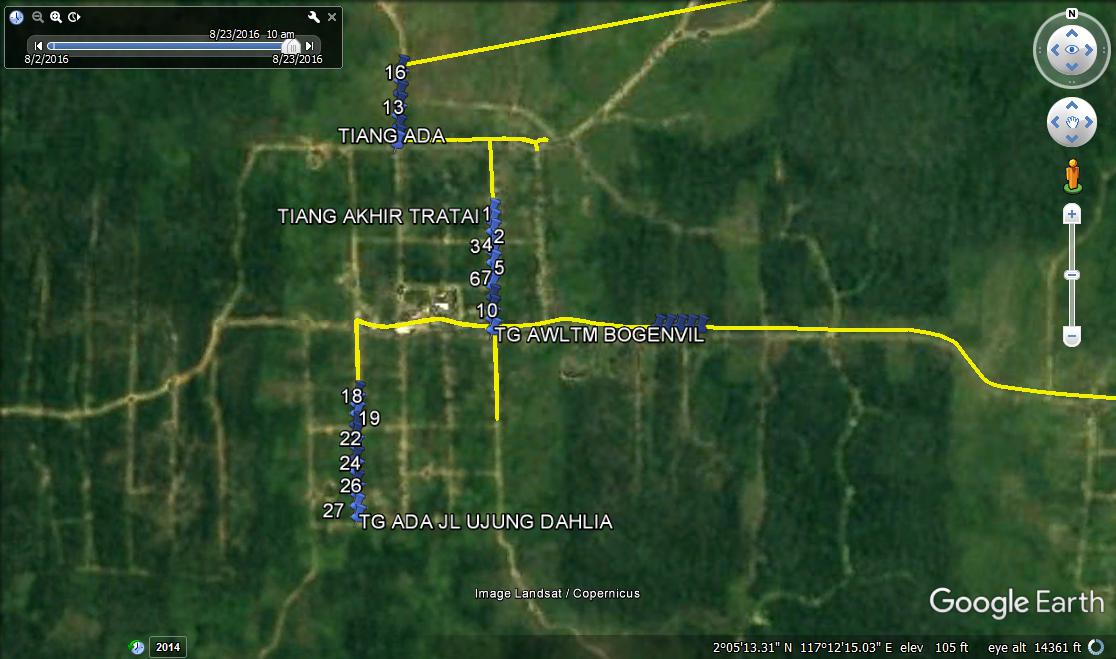 8/23/2016 10 am
8/2/2016
8/23/2016
N
16
13
TIANG ADA
TIANG AKHIR TRATAI 1
2
34
5
67
10
TG AWLTM BOGENVIL
18
19
22
24
26
27
TG ADA JL UJUNG DAHLIA
Image Landsat / Copernicus
Google Earth
2014
2°05'13.31" N 117°12'15.03" E elev 105 ft eye alt 14361 ft